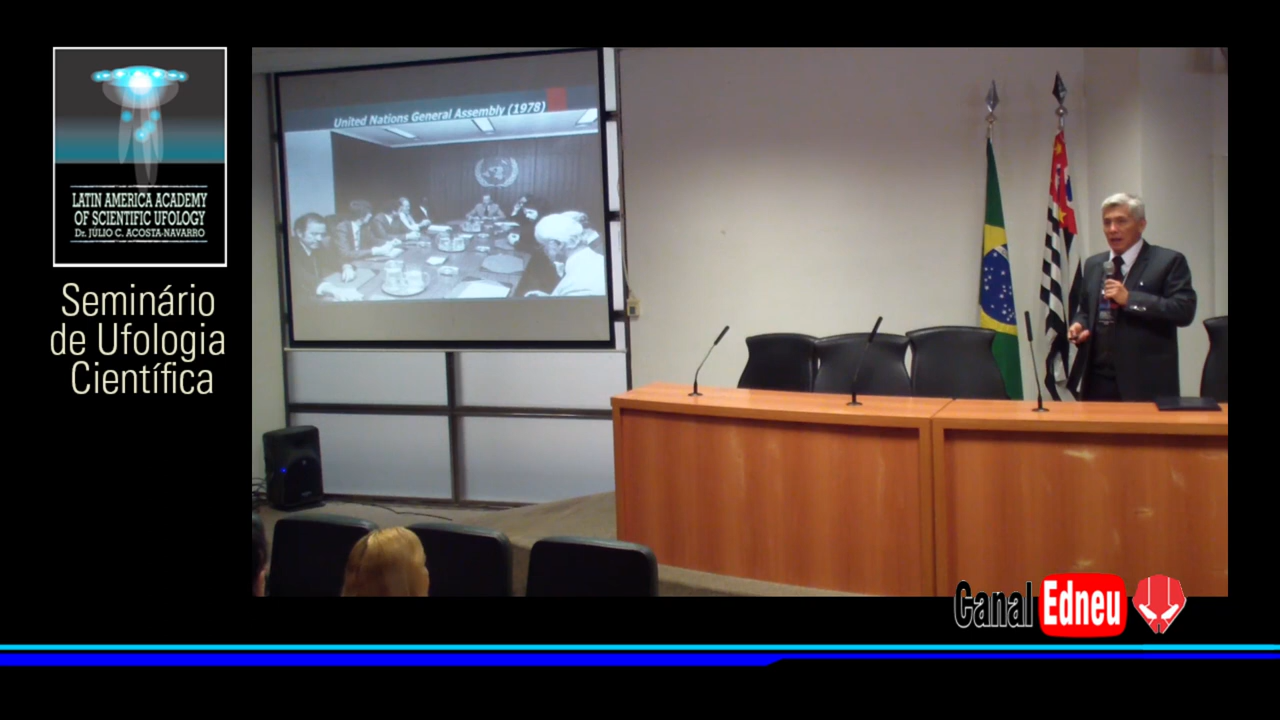 LATIN AMERICA ACADEMY
OF SCIENTIFIC UFOLOGY
Dr. JÚLIO C. ACOSTA-NAVARRO
Seminário
de Ufologia
Científica
United Nations General Assembly (1978)
Canal Edneu